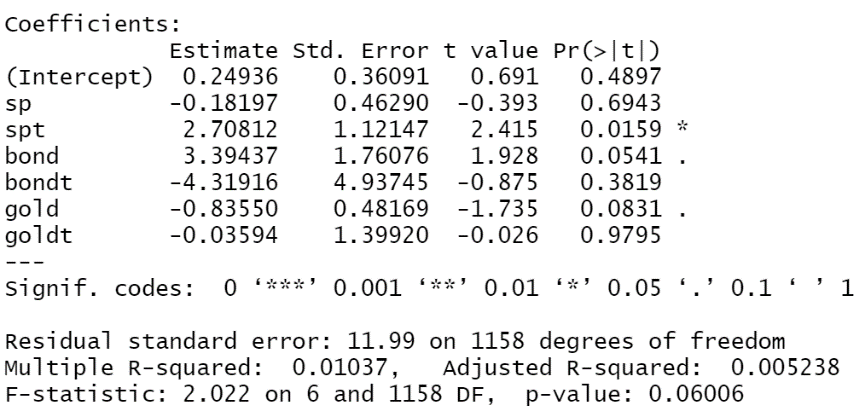 Coefficients:
Estimate Std. Error t value Pr(>|t|)
(Intercept) 0.24936 0.36091 0.691 0.4897
sp -0.18197 0.46290 -0.393 0.6943
spt 2.70812 1.12147 2.415 0.0159 *
bond 3.39437 1.76076 1.928 0.0541 .
bondt -4.31916 4.93745 -0.875 0.3819
gold -0.83550 0.48169 -1.735 0.0831 .
goldt -0.03594 1.39920 -0.026 0.9795
---
Signif. codes: 0 ‘***’ 0.001 ‘**’ 0.01 ‘*’ 0.05 ‘.’ 0.1 ‘ ’ 1
Residual standard error: 11.99 on 1158 degrees of freedom
Multiple R-squared: 0.01037, Adjusted R-squared: 0.005238
F-statistic: 2.022 on 6 and 1158 DF, p-value: 0.06006